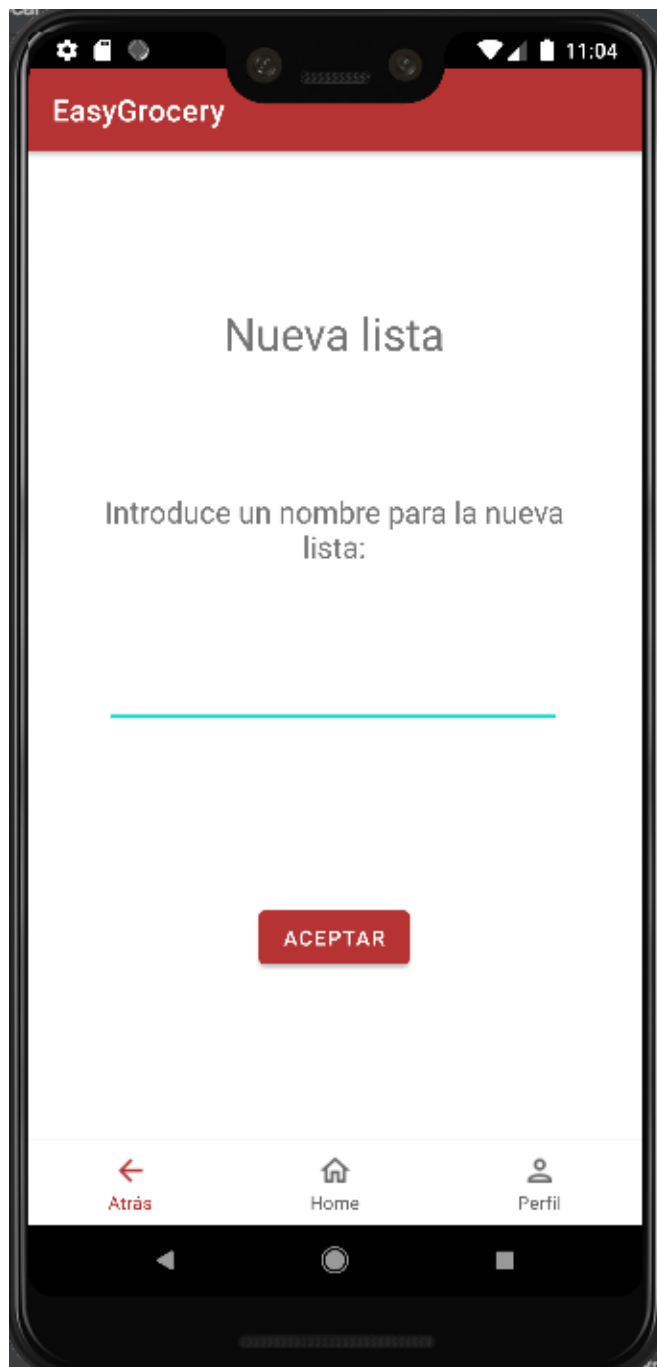 11:04
EasyGrocery
Nueva lista
Introduce un nombre para la nueva
lista:
ACEPTAR
Atrás
Home
Perfil